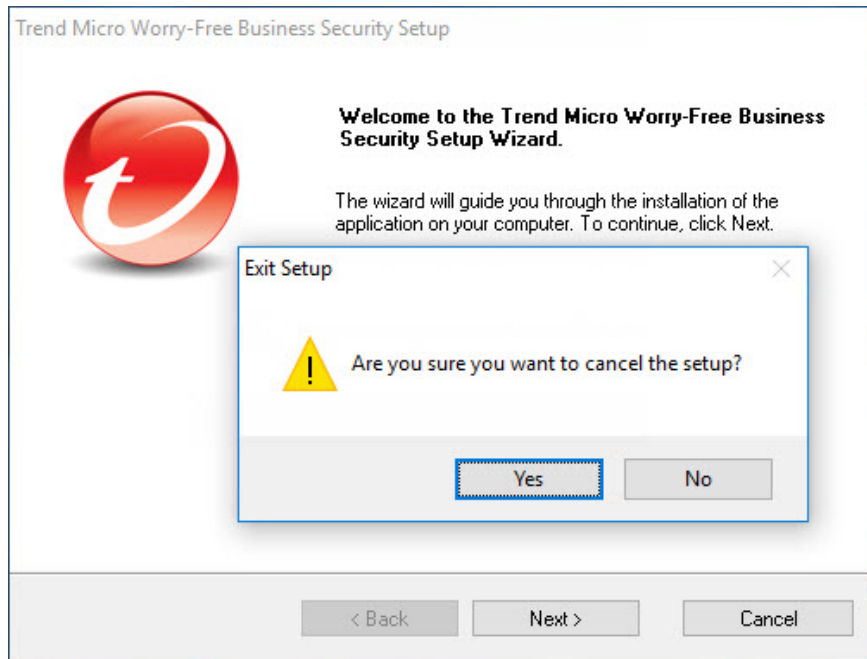 Trend Micro Worry-Free Business Security Setup
Welcome to the Trend Micro Worry-Free Business
Security Setup Wizard.
The wizard will guide you through the installation of the
application on your computer. To continue, click Next.
Exit Setup
Are you sure you want to cancel the setup?
Yes
No
< Back
Next >
Cancel